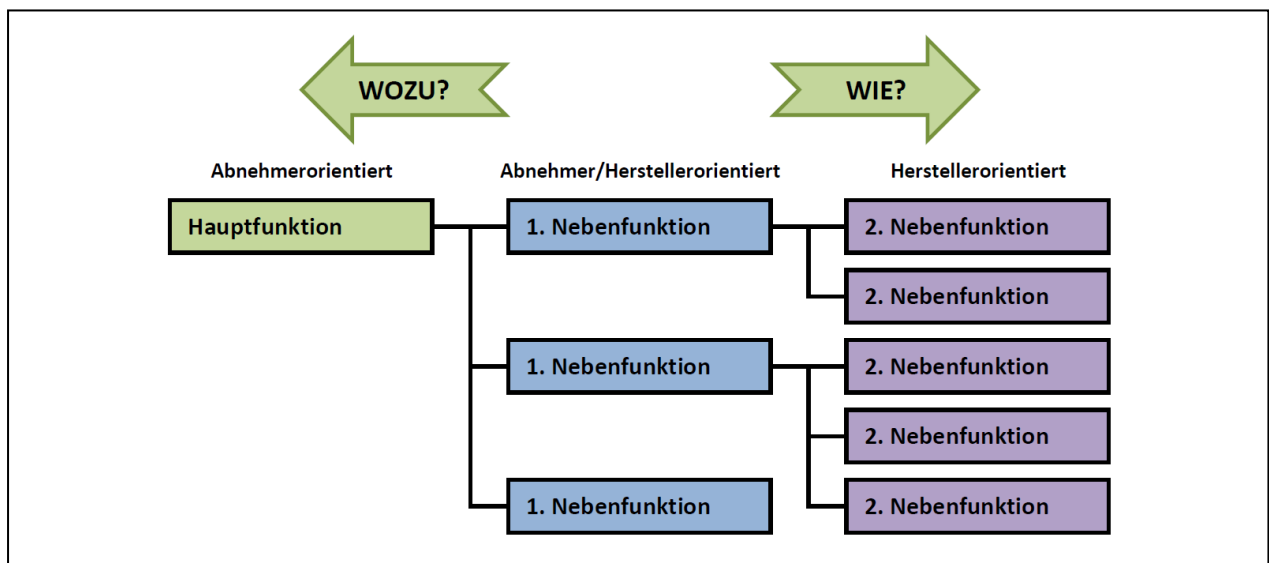 WOZU?
WIE?
Abnehmerorientiert
Abnehmer/Herstellerorientiert
Herstellerorientiert
Hauptfunktion
1. Nebenfunktion
2. Nebenfunktion
2. Nebenfunktion
1. Nebenfunktion
2. Nebenfunktion
2. Nebenfunktion
1. Nebenfunktion
2. Nebenfunktion